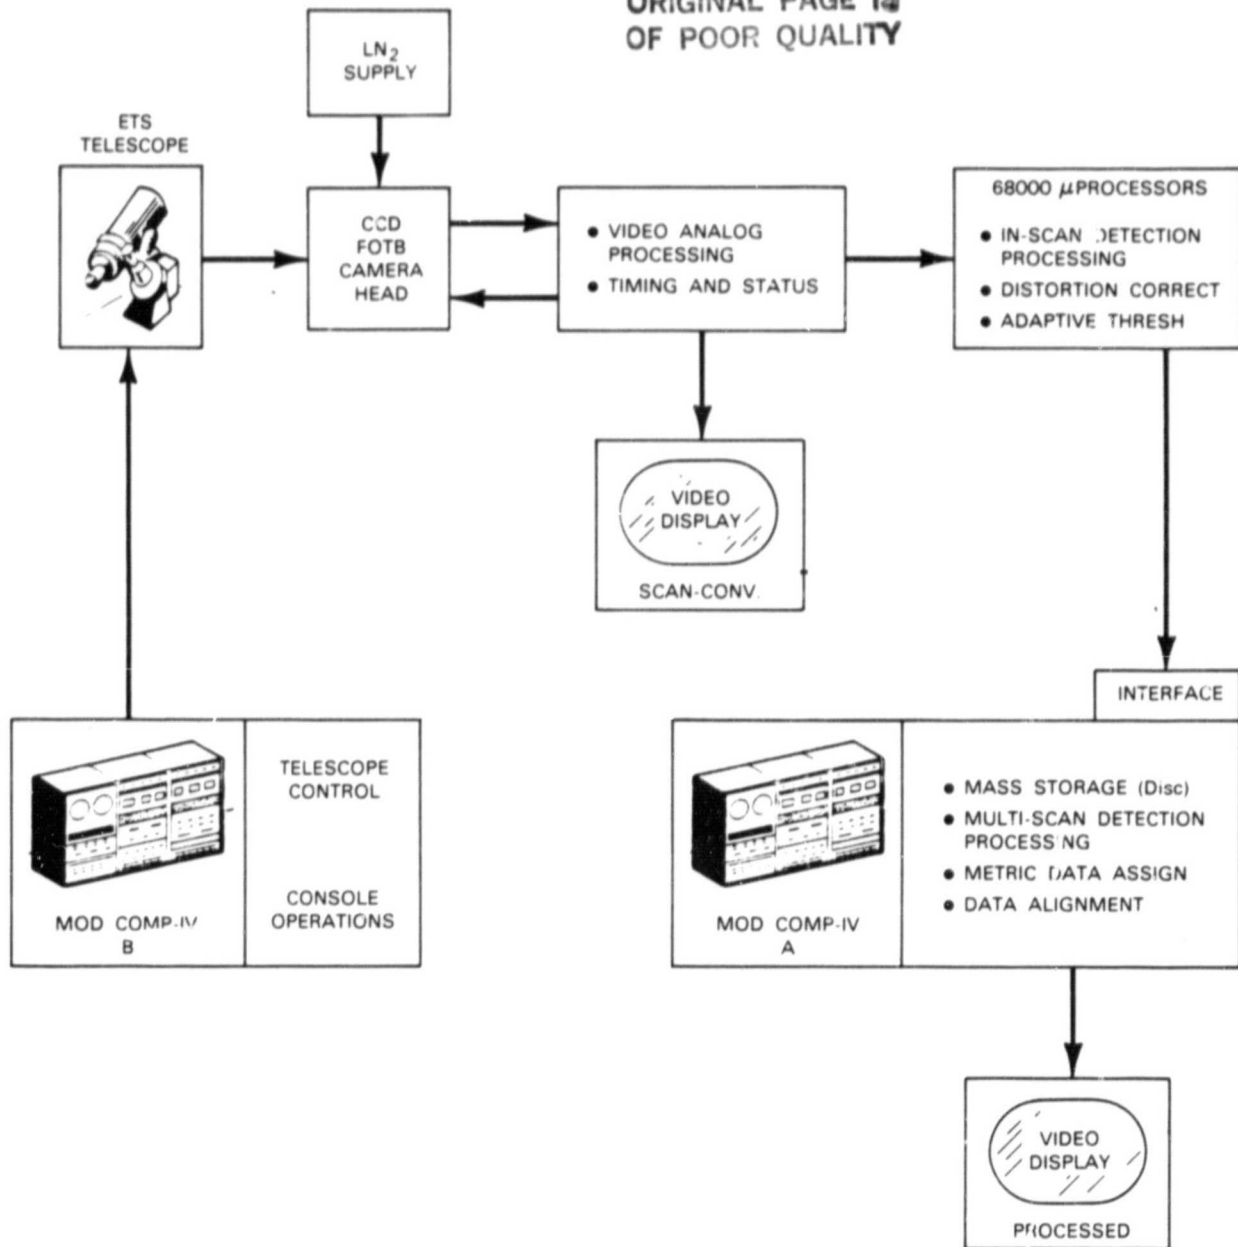 ORIGINAL PAGE IS
OF POOR QUALITY
LN2
SUPPLY
ETS
TELESCOPE
CCD
FOTB
CAMERA
HEAD
• VIDEO ANALOG
PROCESSING
• TIMING AND STATUS
68000 μPROCESSORS
• IN-SCAN DETECTION
PROCESSING
• DISTORTION CORRECT
• ADAPTIVE THRESH
VIDEO
DISPLAY
SCAN-CONV.
INTERFACE
MOD COMP-IV
B
TELESCOPE
CONTROL
CONSOLE
OPERATIONS
MOD COMP-IV
A
• MASS STORAGE (Disc)
• MULTI-SCAN DETECTION
PROCESSING
• METRIC DATA ASSIGN
• DATA ALIGNMENT
VIDEO
DISPLAY
PROCESSED